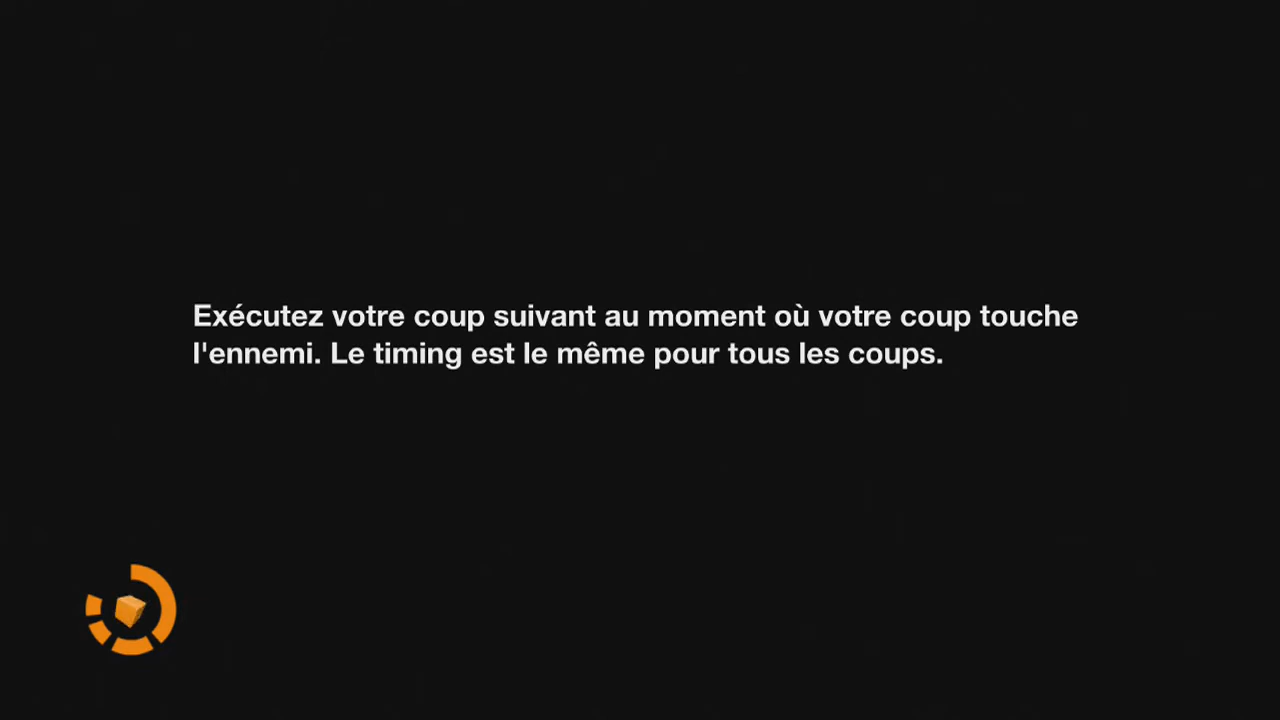 Exécutez votre coup suivant au moment où votre coup touche
l'ennemi. Le timing est le même pour tous les coups.